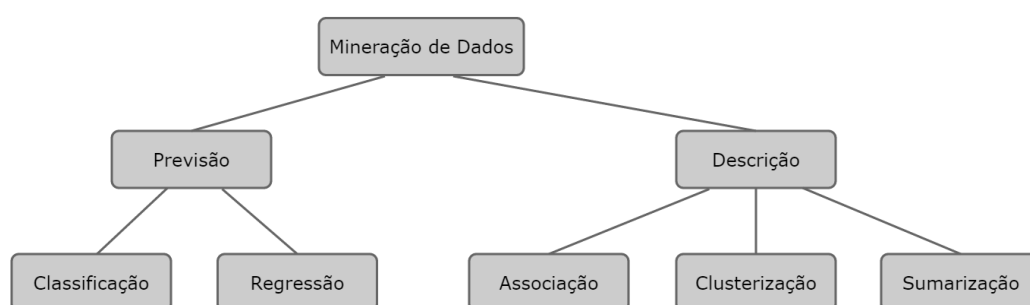 Mineração de Dados
Previsão
Descrição
Classificação
Regressão
Associação
Clusterização
Sumarização